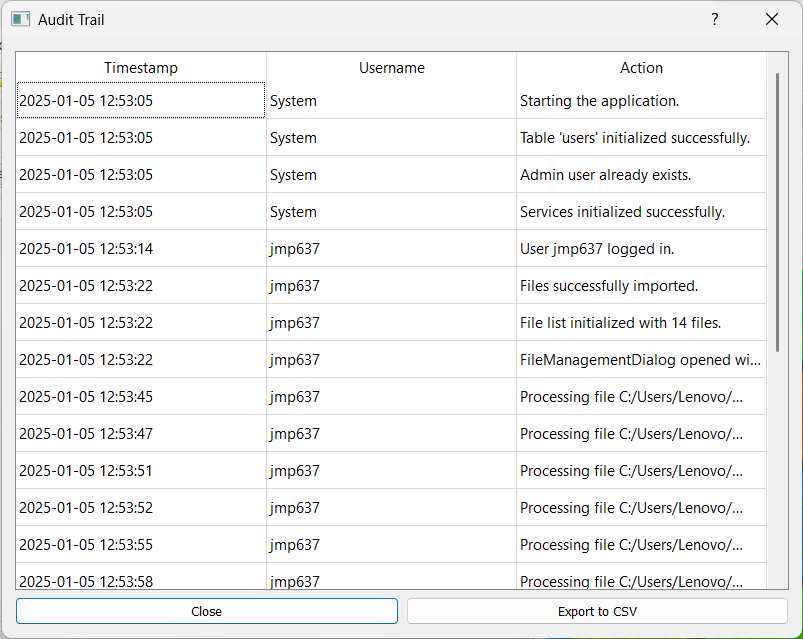 Audit Trail ?
Timestamp Username Action
2025-01-05 12:53:05 System Starting the application.
2025-01-05 12:53:05 System Table 'users' initialized successfully.
2025-01-05 12:53:05 System Admin user already exists.
2025-01-05 12:53:05 System Services initialized successfully.
2025-01-05 12:53:14 jmp637 User jmp637 logged in.
2025-01-05 12:53:22 jmp637 Files successfully imported.
2025-01-05 12:53:22 jmp637 File list initialized with 14 files.
2025-01-05 12:53:22 jmp637 FileManagementDialog opened wi...
2025-01-05 12:53:45 jmp637 Processing file C:/Users/Lenovo/...
2025-01-05 12:53:47 jmp637 Processing file C:/Users/Lenovo/...
2025-01-05 12:53:51 jmp637 Processing file C:/Users/Lenovo/...
2025-01-05 12:53:52 jmp637 Processing file C:/Users/Lenovo/...
2025-01-05 12:53:55 jmp637 Processing file C:/Users/Lenovo/...
2025-01-05 12:53:58 jmp637 Processing file C:/Users/Lenovo/...
Close Export to CSV